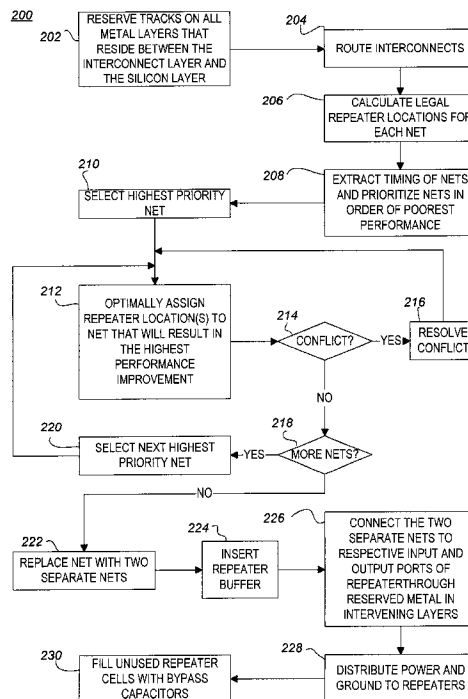 200
202
RESERVE TRACKS ON ALL
METAL LAYERS THAT
RESIDE BETWEEN THE
INTERCONNECT LAYER AND
THE SILICON LAYER
204
ROUTE INTERCONNECTS
206
CALCULATE LEGAL
REPEATER LOCATIONS FOR
EACH NET
208
EXTRACT TIMING OF NETS
AND PRIORITIZE NETS IN
ORDER OF POOREST
PERFORMANCE
210
SELECT HIGHEST PRIORITY
NET
212
OPTIMALLY ASSIGN
REPEATER LOCATION(S) TO
NET THAT WILL RESULT IN
THE HIGHEST
PERFORMANCE
IMPROVEMENT
214
CONFLICT?
YES
216
RESOLVE
CONFLICT
NO
218
MORE NETS?
YES
220
SELECT NEXT HIGHEST
PRIORITY NET
NO
222
REPLACE NET WITH TWO
SEPARATE NETS
224
INSERT
REPEATER
BUFFER
226
CONNECT THE TWO
SEPARATE NETS TO
RESPECTIVE INPUT AND
OUTPUT PORTS OF
REPEATERTHROUGH
RESERVED METAL IN
INTERVENING LAYERS
228
DISTRIBUTE POWER AND
GROUND TO REPEATERS
230
FILL UNUSED REPEATER
CELLS WITH BYPASS
CAPACITORS